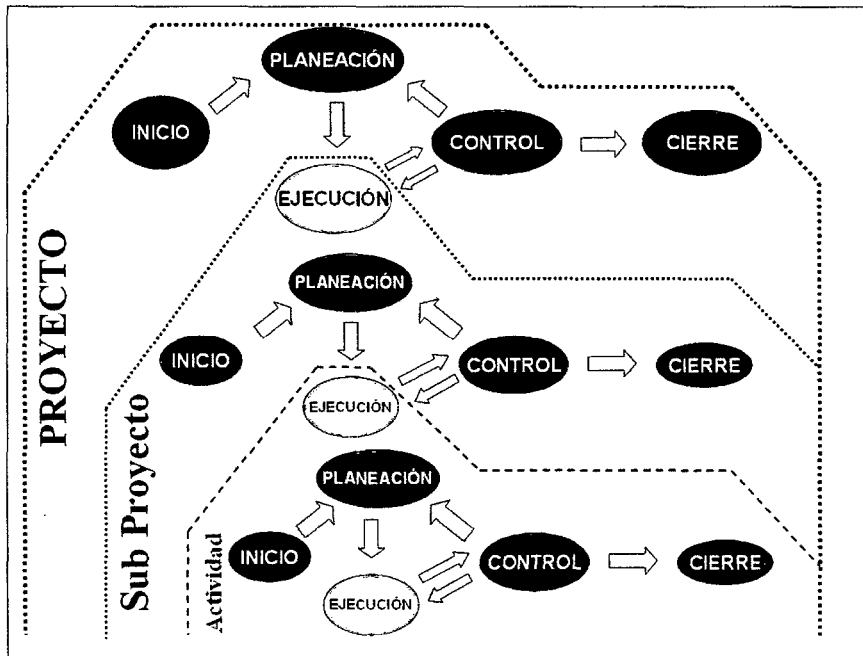 PLANEACIÓN
INICIO
CONTROL
CIERRE
EJECUCIÓN
PROYECTO
PLANEACIÓN
INICIO
CONTROL
CIERRE
EJECUCIÓN
Sub Proyecto
PLANEACIÓN
INICIO
CONTROL
CIERRE
EJECUCIÓN
Actividad